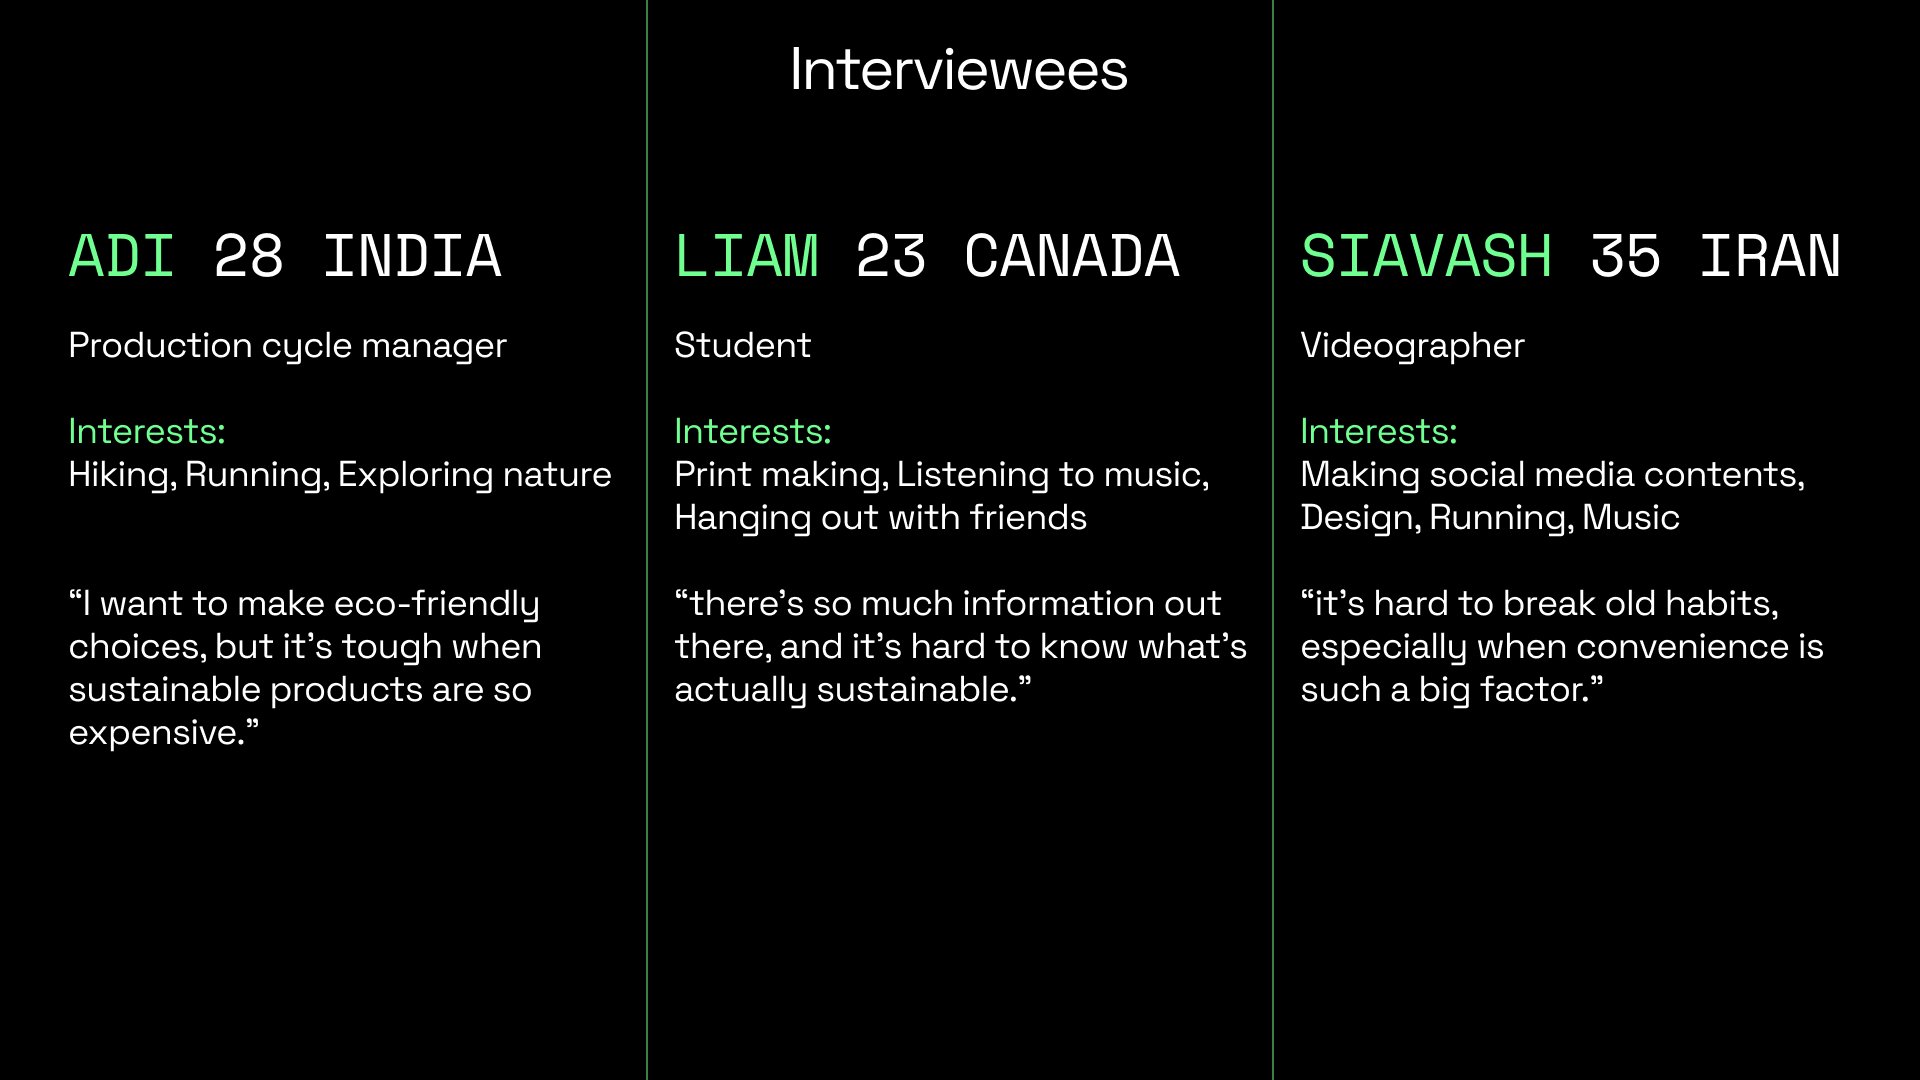 Interviewees
ADI 28 INDIA
Production cycle manager
Interests:
Hiking, Running, Exploring nature
“I want to make eco-friendly
choices, but it’s tough when
sustainable products are so
expensive.”
LIAM 23 CANADA
Student
Interests:
Print making, Listening to music,
Hanging out with friends
“there’s so much information out
there, and it’s hard to know what’s
actually sustainable.”
SIAVASH 35 IRAN
Videographer
Interests:
Making social media contents,
Design, Running, Music
“it’s hard to break old habits,
especially when convenience is
such a big factor.”